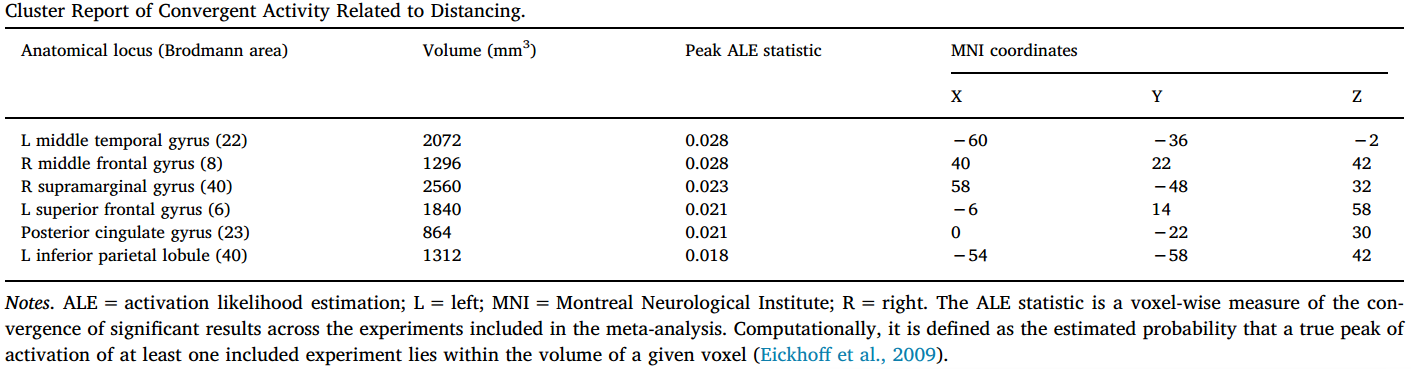 Cluster Report of Convergent Activity Related to Distancing.
Anatomical locus (Brodmann area) Volume (mm³) Peak ALE statistic MNI coordinates
X Y Z
L middle temporal gyrus (22) 2072 0.028 −60 −36 −2
R middle frontal gyrus (8) 1296 0.028 40 22 42
R supramarginal gyrus (40) 2560 0.023 58 −48 32
L superior frontal gyrus (6) 1840 0.021 −6 14 58
Posterior cingulate gyrus (23) 864 0.021 0 −22 30
L inferior parietal lobule (40) 1312 0.018 −54 −58 42
Notes. ALE = activation likelihood estimation; L = left; MNI = Montreal Neurological Institute; R = right. The ALE statistic is a voxel-wise measure of the con-
vergence of significant results across the experiments included in the meta-analysis. Computationally, it is defined as the estimated probability that a true peak of
activation of at least one included experiment lies within the volume of a given voxel (Eickhoff et al., 2009).